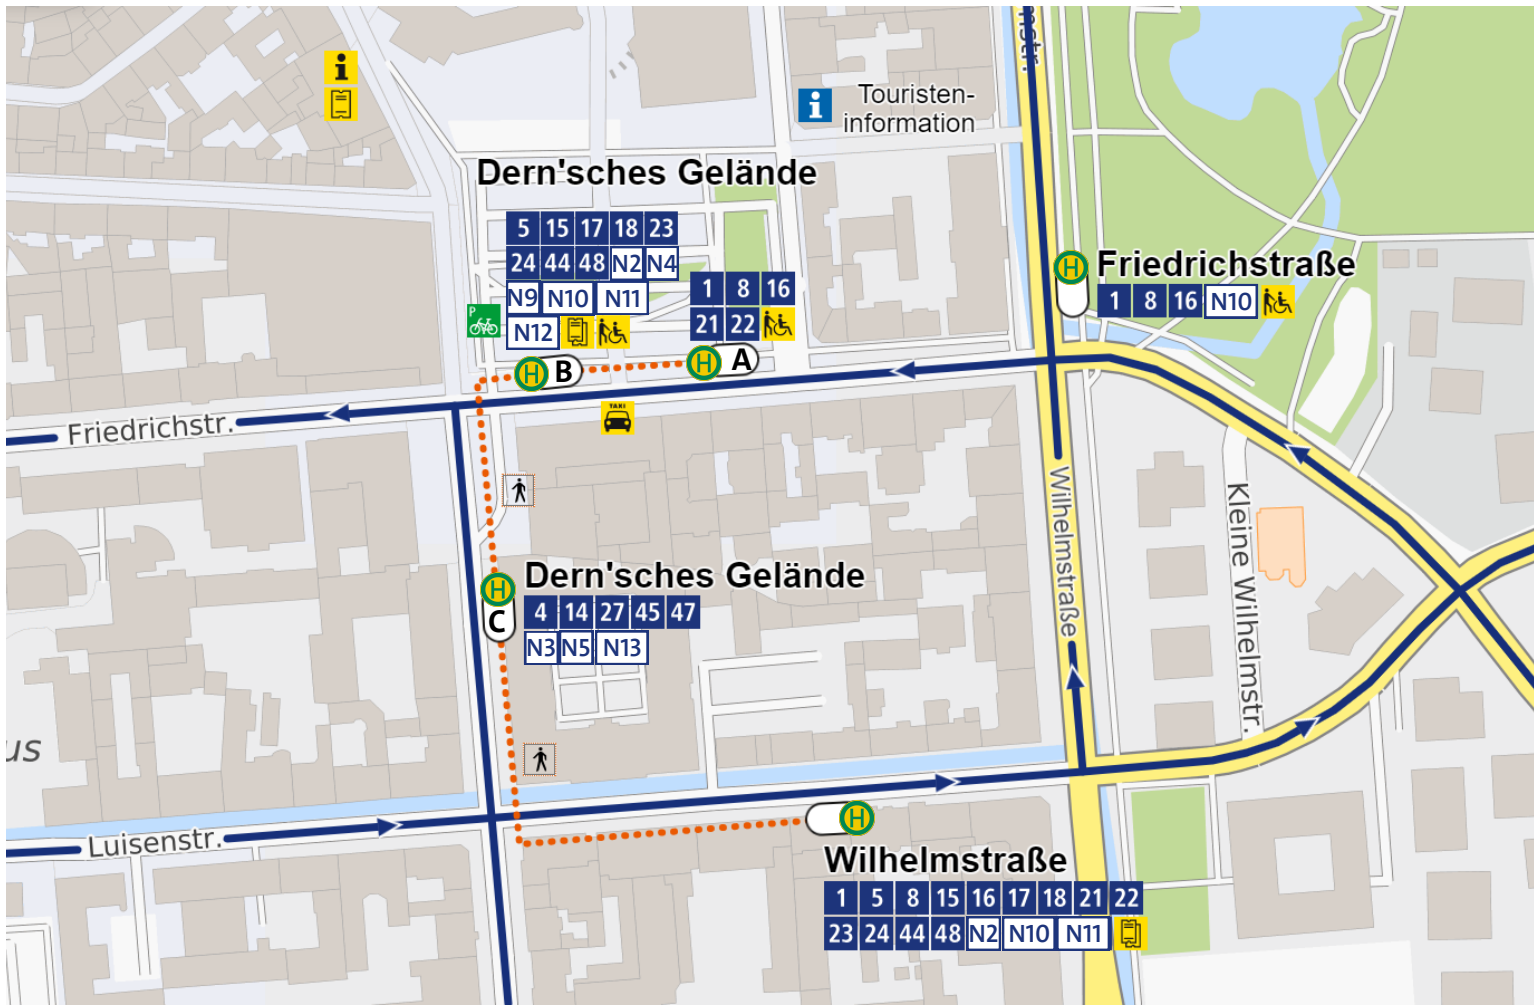 mstr.
Touristen-
information
Dern'sches Gelände
5 15 17 18 23
24 44 48 N2 N4
N9 N10 N11
N12
1 8 16
21 22
P
H
B
H
A
H
Friedrichstraße
1 8 16 N10
TAXI
Friedrichstr.
Wilhelmstraße
Kleine Wilhelmstr.
Dern'sches Gelände
H
C
4 14 27 45 47
N3 N5 N13
us
Luisenstr.
H
Wilhelmstraße
1 5 8 15 16 17 18 21 22
23 24 44 48 N2 N10 N11